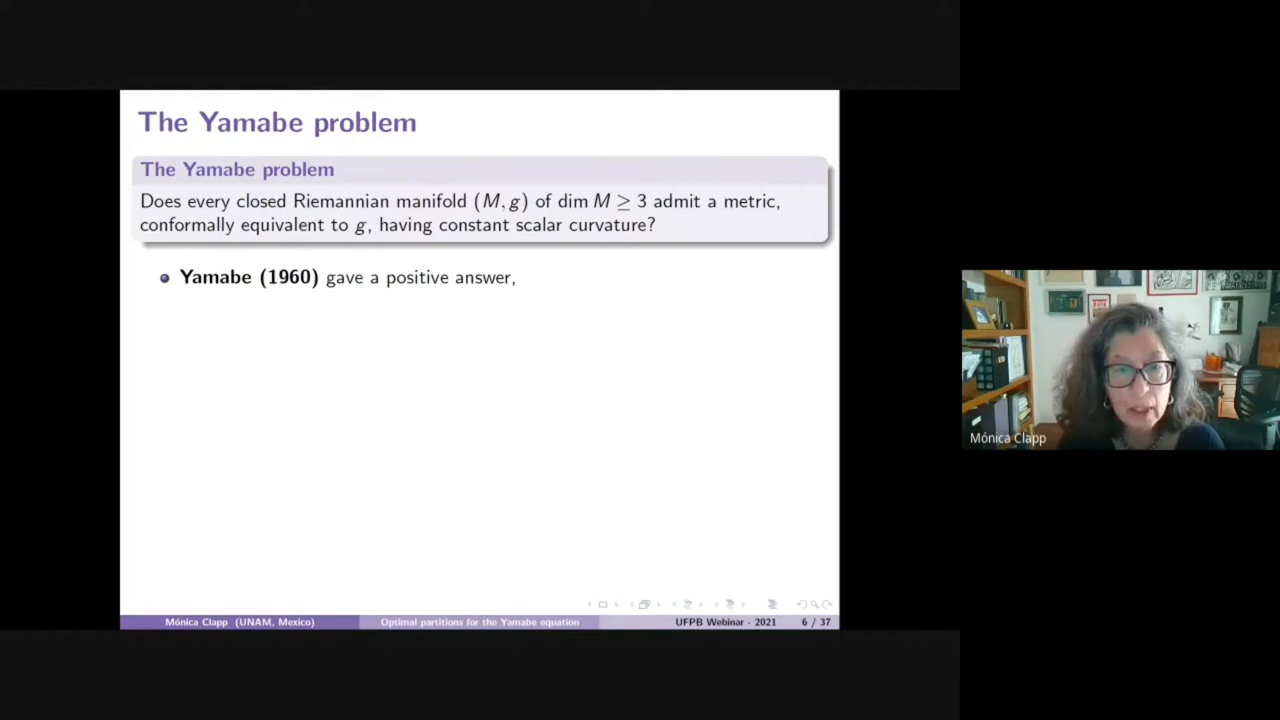 The Yamabe problem
The Yamabe problem
Does every closed Riemannian manifold (M, g) of dim M ≥ 3 admit a metric,
conformally equivalent to g, having constant scalar curvature?
Yamabe (1960) gave a positive answer,
Mónica Clapp
Mónica Clapp (UNAM, Mexico) Optimal partitions for the Yamabe equation UFPB Webinar - 2021 6 / 37